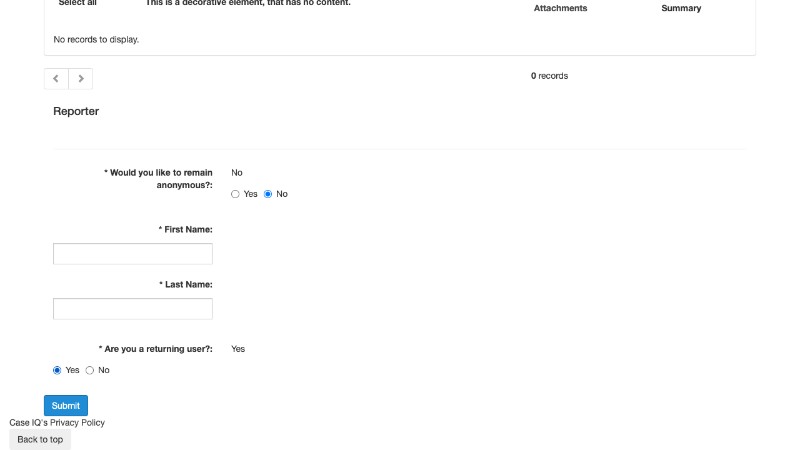 Select all This is a decorative element, that has no content. Attachments Summary
No records to display.
0 records
Reporter
* Would you like to remain anonymous?: No
Yes No
* First Name:
* Last Name:
* Are you a returning user?: Yes
Yes No
Submit
Case IQ's Privacy Policy
Back to top